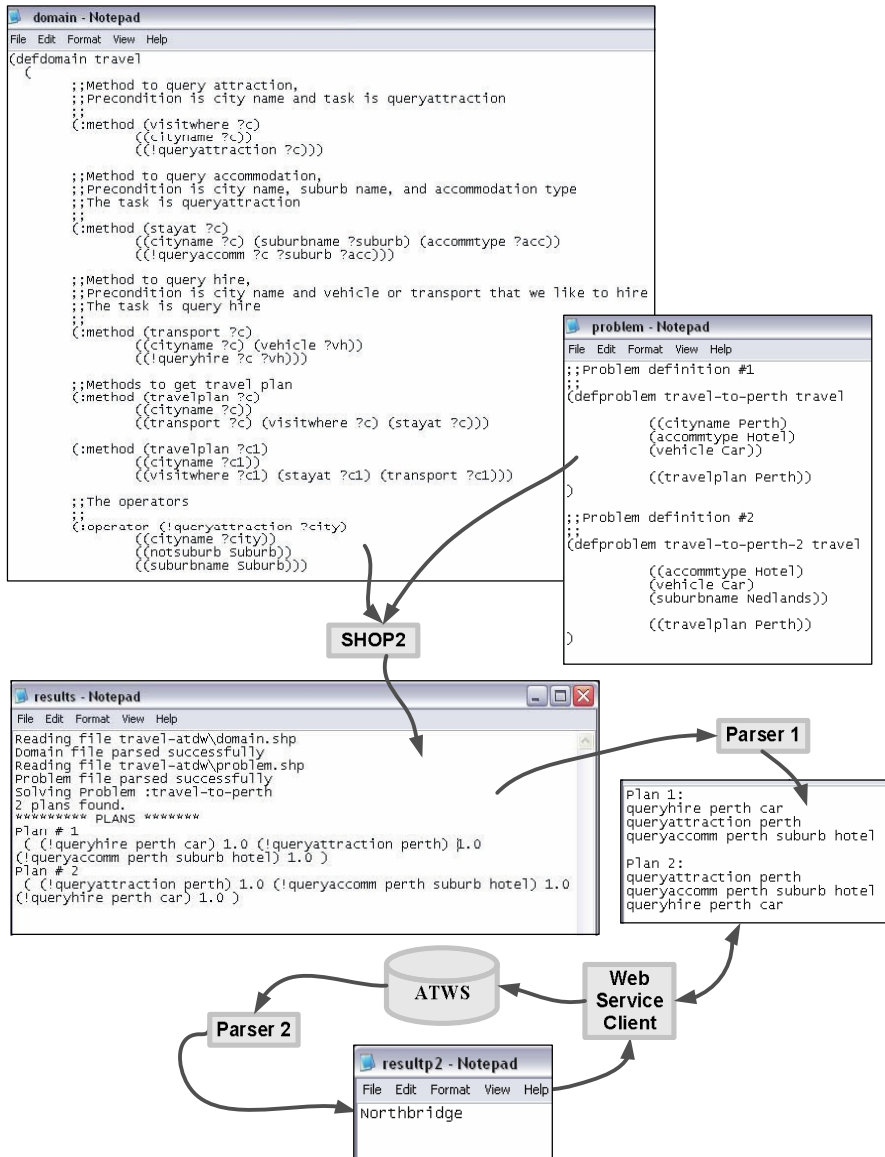 domain - Notepad
File Edit Format View Help
(defdomain travel
(
;;Method to query attraction,
;;Precondition is city name and task is queryattraction
;;
(:method (visitwhere ?c)
((cityname ?c))
((!queryattraction ?c)))
;;Method to query accommodation,
;;Precondition is city name, suburb name, and accommodation type
;;The task is queryattraction
;;
(:method (stayat ?c)
((cityname ?c) (suburbname ?suburb) (accommtype ?acc))
((!queryaccomm ?c ?suburb ?acc)))
;;Method to query hire,
;;Precondition is city name and vehicle or transport that we like to hire
;;The task is query hire
;;
(:method (transport ?c)
((cityname ?c) (vehicle ?vh))
((!queryhire ?c ?vh)))
;;Methods to get travel plan
(:method (travelplan ?c)
((cityname ?c))
((transport ?c) (visitwhere ?c) (stayat ?c)))
(:method (travelplan ?c1)
((cityname ?c1))
((visitwhere ?c1) (stayat ?c1) (transport ?c1)))
;;The operators
;;
(:operator (!queryattraction ?city)
((cityname ?city))
((notsuburb Suburb))
((suburbname Suburb)))
problem - Notepad
File Edit Format View Help
;;Problem definition #1
;;
(defproblem travel-to-perth travel
((cityname Perth)
(accommtype Hotel)
(vehicle Car))
((travelplan Perth))
)
;;Problem definition #2
;;
(defproblem travel-to-perth-2 travel
((accommtype Hotel)
(vehicle Car)
(suburbname Nedlands))
((travelplan Perth))
)
SHOP2
results - Notepad
File Edit Format View Help
Reading file travel-atdw\domain.shp
Domain file parsed successfully
Reading file travel-atdw\problem.shp
Problem file parsed successfully
Solving Problem :travel-to-perth
2 plans found.
********* PLANS *******
Plan # 1
( (!queryhire perth car) 1.0 (!queryattraction perth) 1.0
(!queryaccomm perth suburb hotel) 1.0 )
Plan # 2
( (!queryattraction perth) 1.0 (!queryaccomm perth suburb hotel) 1.0
(!queryhire perth car) 1.0 )
Parser 1
Plan 1:
queryhire perth car
queryattraction perth
queryaccomm perth suburb hotel
Plan 2:
queryattraction perth
queryaccomm perth suburb hotel
queryhire perth car
ATWS
Web
Service
Client
Parser 2
resultp2 - Notepad
File Edit Format View Help
Northbridge